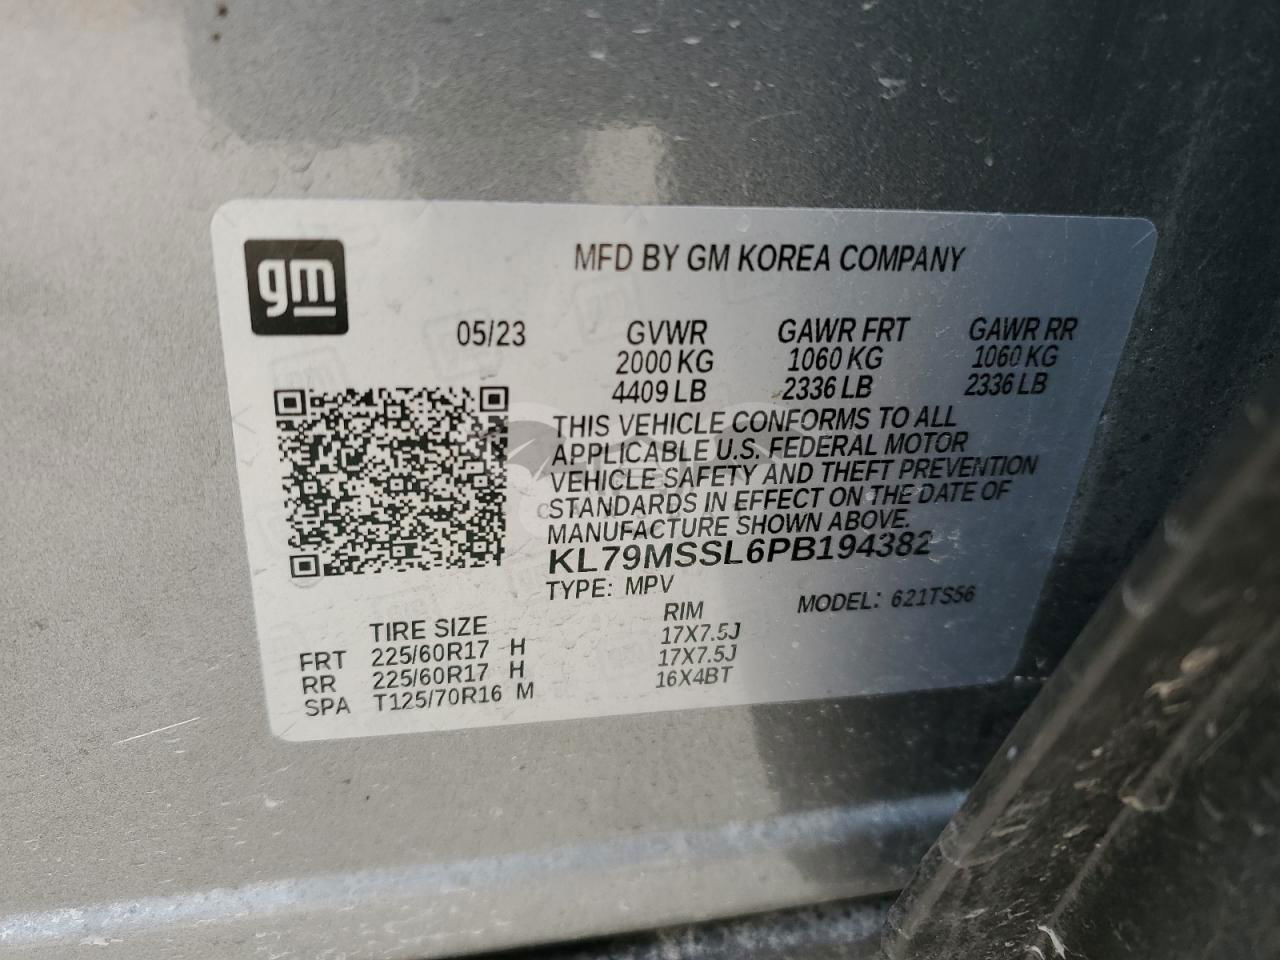 gm
MFD BY GM KOREA COMPANY
05/23 GVWR GAWR FRT GAWR RR
2000 KG 1060 KG 1060 KG
4409 LB 2336 LB 2336 LB
THIS VEHICLE CONFORMS TO ALL
APPLICABLE U.S. FEDERAL MOTOR
VEHICLE SAFETY AND THEFT PREVENTION
STANDARDS IN EFFECT ON THE DATE OF
MANUFACTURE SHOWN ABOVE.
KL79MSSL6PB194382
TYPE: MPV MODEL: 621TS56
TIRE SIZE RIM
FRT 225/60R17 H 17X7.5J
RR 225/60R17 H 17X7.5J
SPA T125/70R16 M 16X4BT